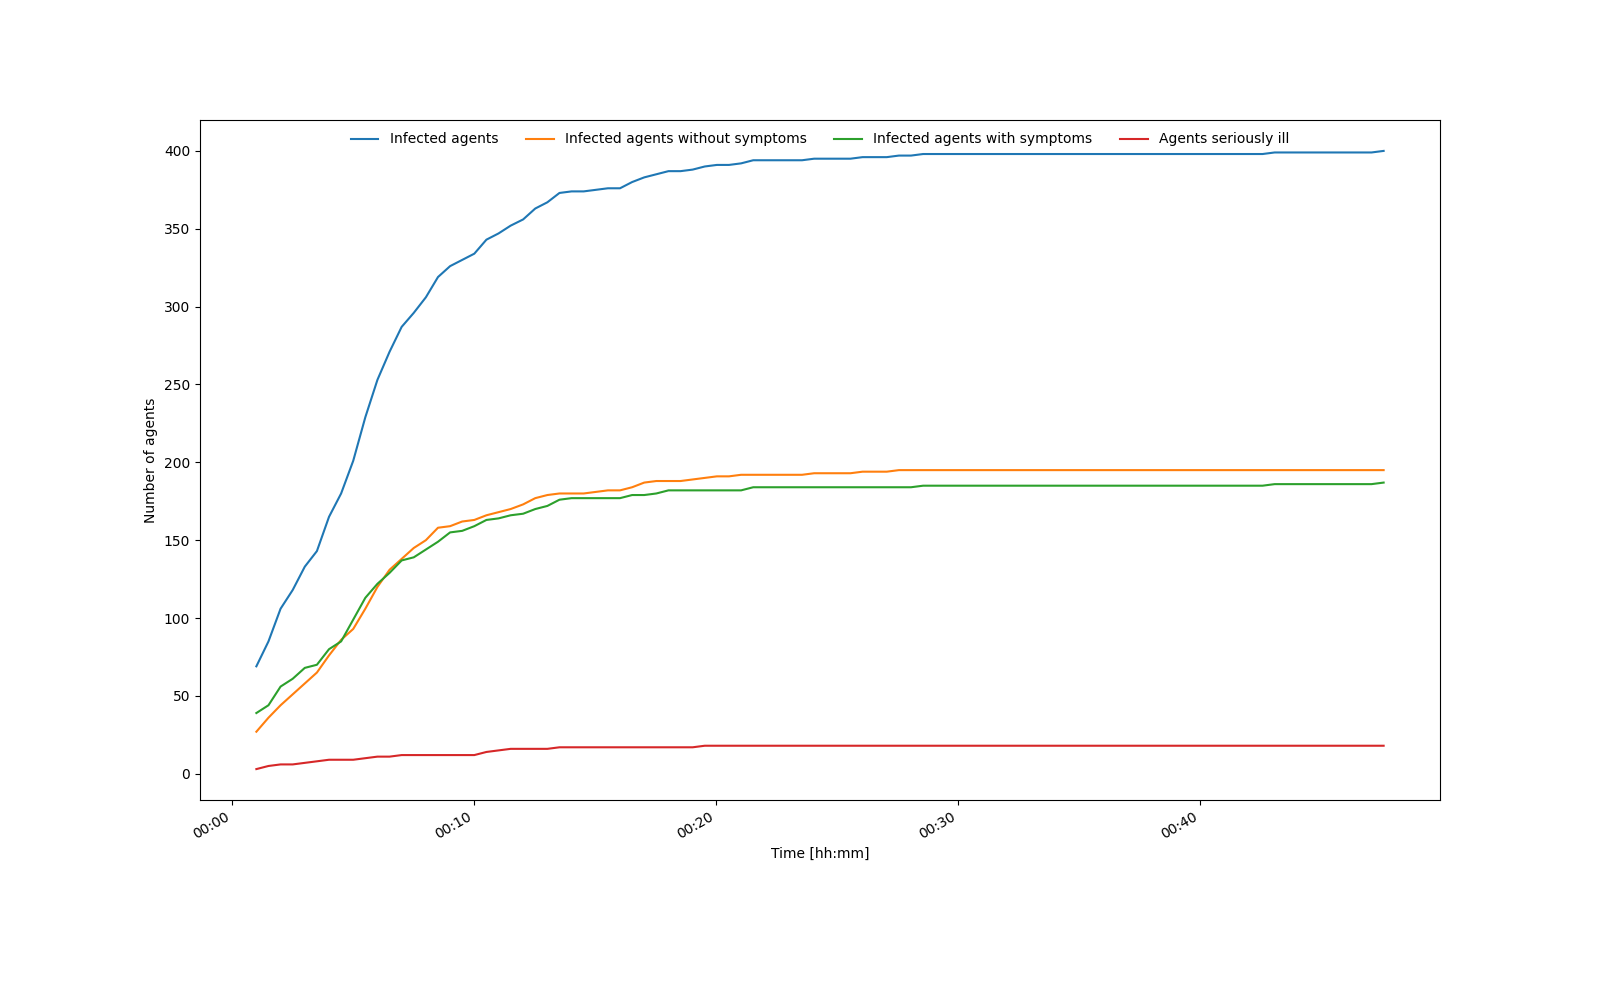 Infected agents Infected agents without symptoms Infected agents with symptoms Agents seriously ill
400
350
300
250
200
150
100
50
0
Number of agents
00:00 00:10 00:20 00:30 00:40
Time [hh:mm]